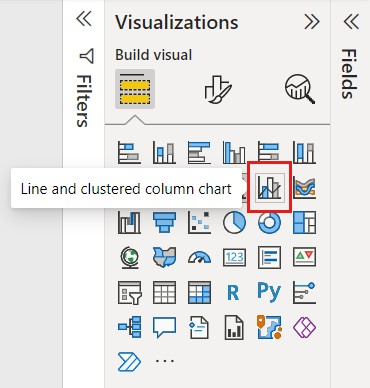 Visualizations
Build visual
Filters
Fields
Line and clustered column chart
123
R
Py
...